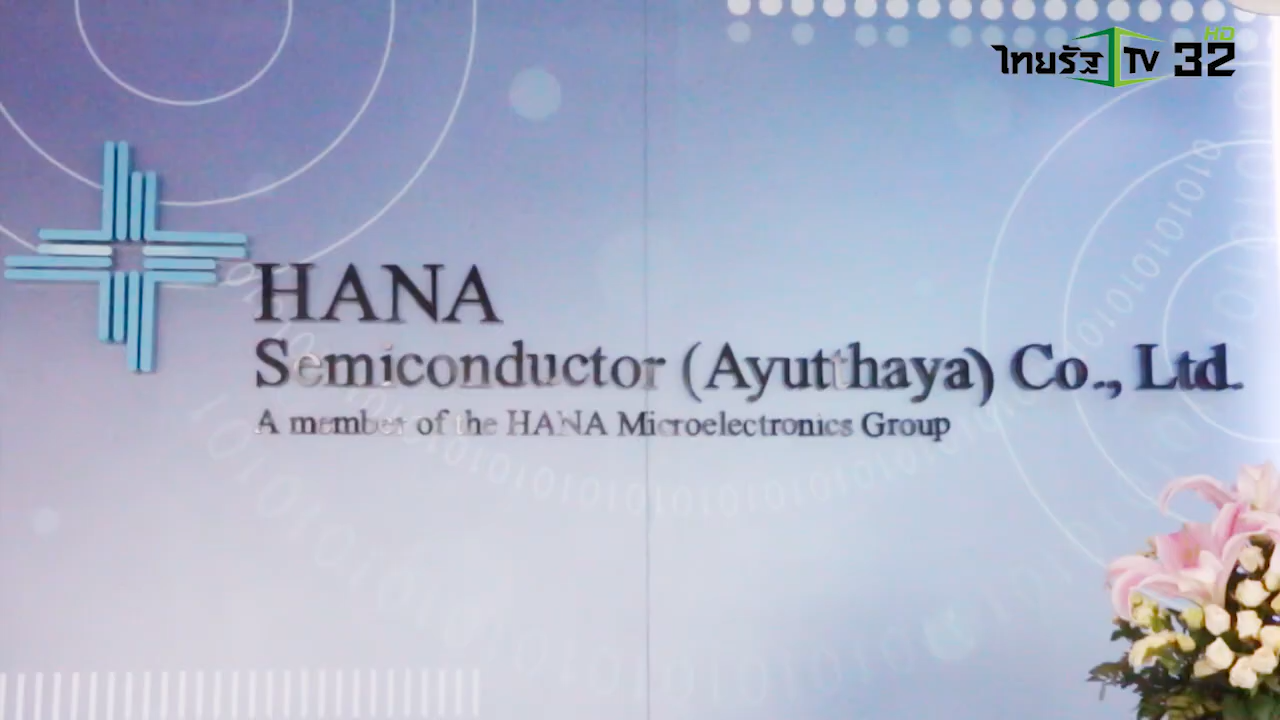 ไทยรัฐ TV 32 HD
HANA
Semiconductor (Ayutthaya) Co., Ltd.
A member of the HANA Microelectronics Group